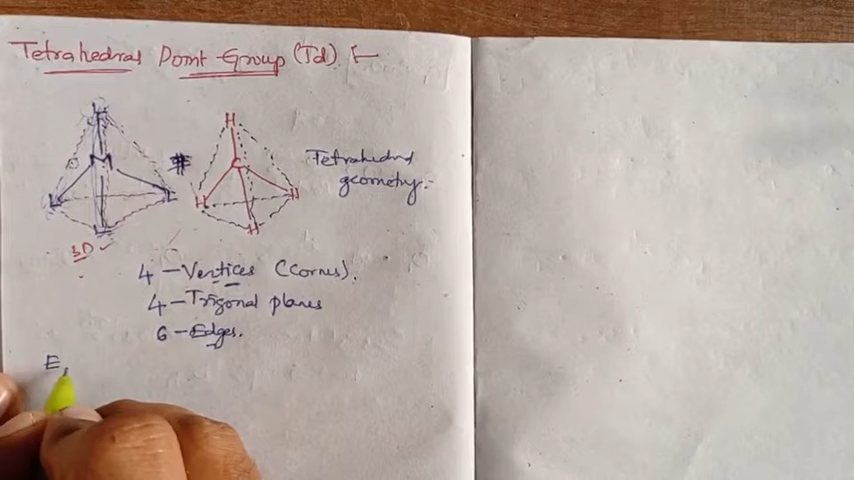 Tetrahedral Point Group (Td) :-
H
H
C
H
H
H
Tetrahedral
geometry.
3D
4 - Vertices (Corners).
4 - Trigonal planes
6 - Edges.
E,